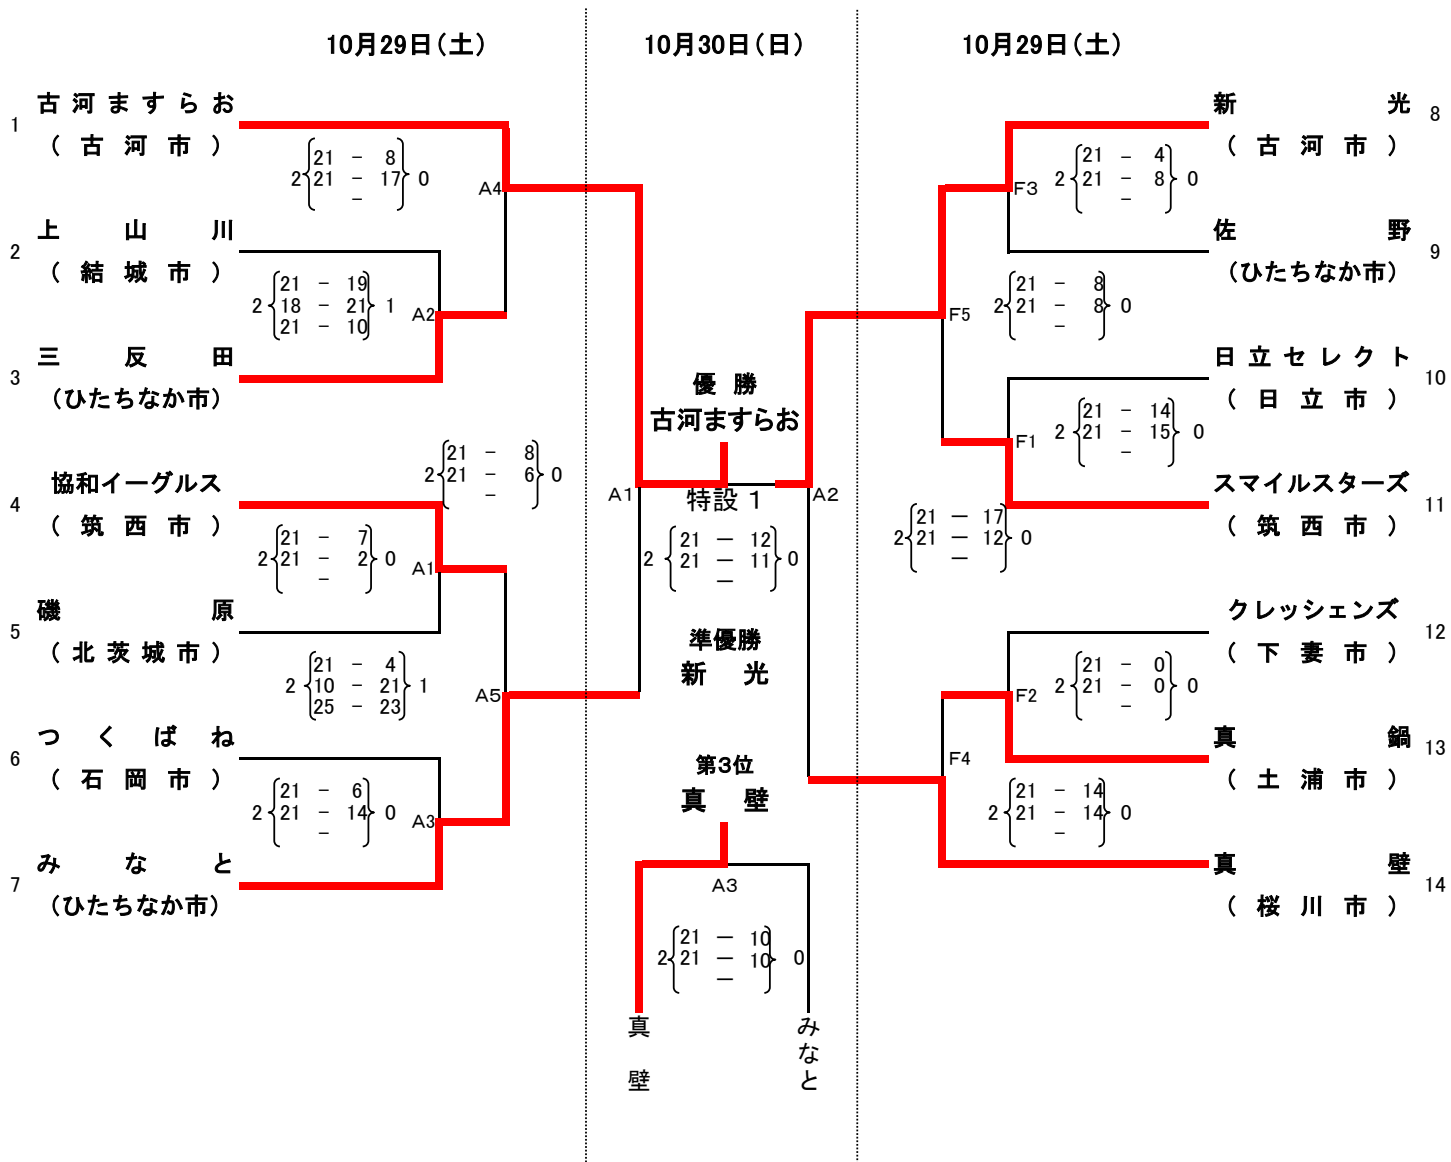 10月29日(土)
10月30日(日)
10月29日(土)
1
古河ますらお
(古河市)
2
上山川
(結城市)
3
三反田
(ひたちなか市)
4
協和イーグルス
(筑西市)
5
磯原
(北茨城市)
6
つくばね
(石岡市)
7
みなと
(ひたちなか市)
2 21 - 8 0
21 - 17
-
A4
2 21 - 19 1
18 - 21
21 - 10
A2
2 21 - 8 0
21 - 6
-
2 21 - 7 0
21 - 2
-
A1
2 21 - 4 1
10 - 21
25 - 23
A5
2 21 - 6 0
21 - 14
-
A3
優勝
古河ますらお
A1
A2
特設1
2 21 - 12 0
21 - 11
-
準優勝
新光
第3位
真壁
A3
2 21 - 10 0
21 - 10
-
真壁
みなと
新光
(古河市)
8
佐野
(ひたちなか市)
9
日立セレクト
(日立市)
10
スマイルスターズ
(筑西市)
11
クレッシェンズ
(下妻市)
12
真鍋
(土浦市)
13
真壁
(桜川市)
14
F3
2 21 - 4 0
21 - 8
-
F5
2 21 - 8 0
21 - 8
-
F1
2 21 - 14 0
21 - 15
-
2 21 - 17 0
21 - 12
-
F2
2 21 - 0 0
21 - 0
-
F4
2 21 - 14 0
21 - 14
-